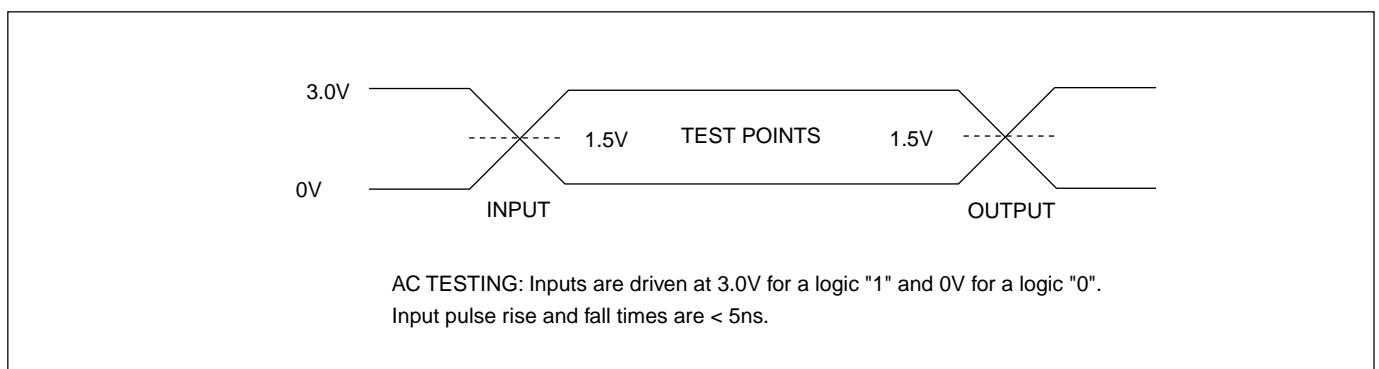 3.0V
1.5V TEST POINTS 1.5V
0V
INPUT OUTPUT
AC TESTING: Inputs are driven at 3.0V for a logic "1" and 0V for a logic "0".
Input pulse rise and fall times are < 5ns.